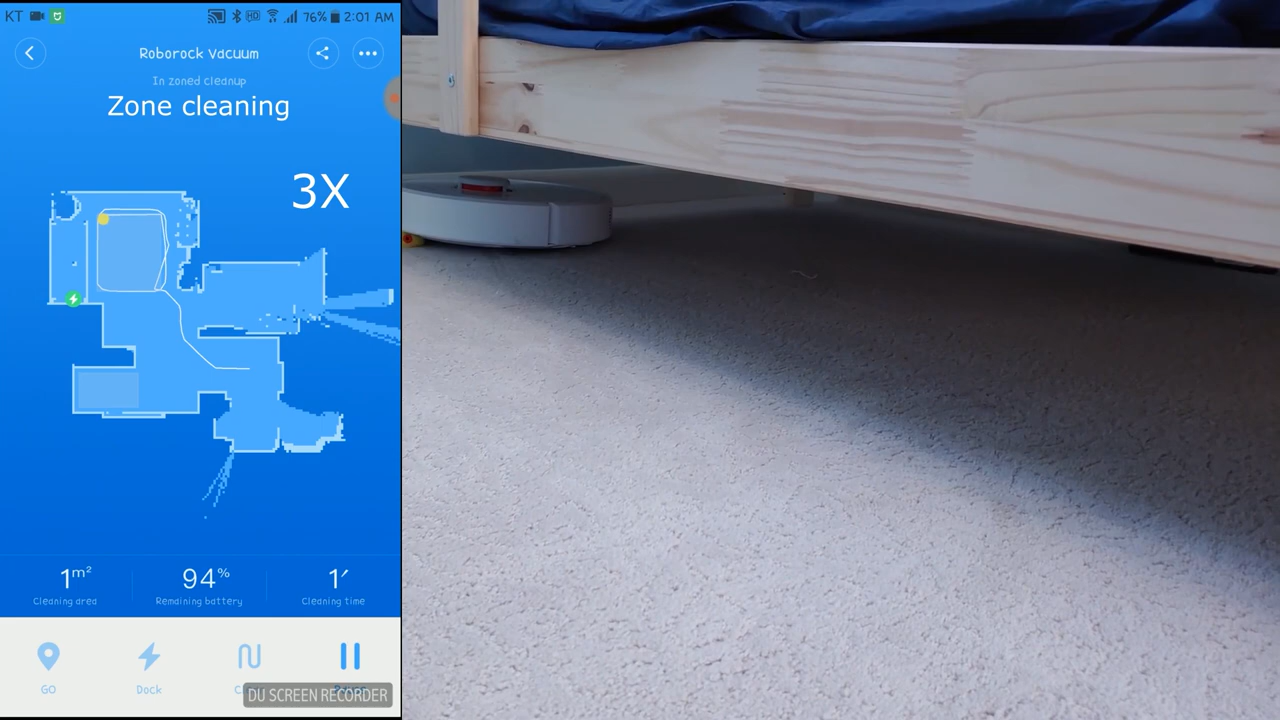 KT HD 76% 2:01 AM
Roborock Vacuum
In zoned cleanup
Zone cleaning
3X
1m² 94% 1′
Cleaning area Remaining battery Cleaning time
GO Dock
DU SCREEN RECORDER